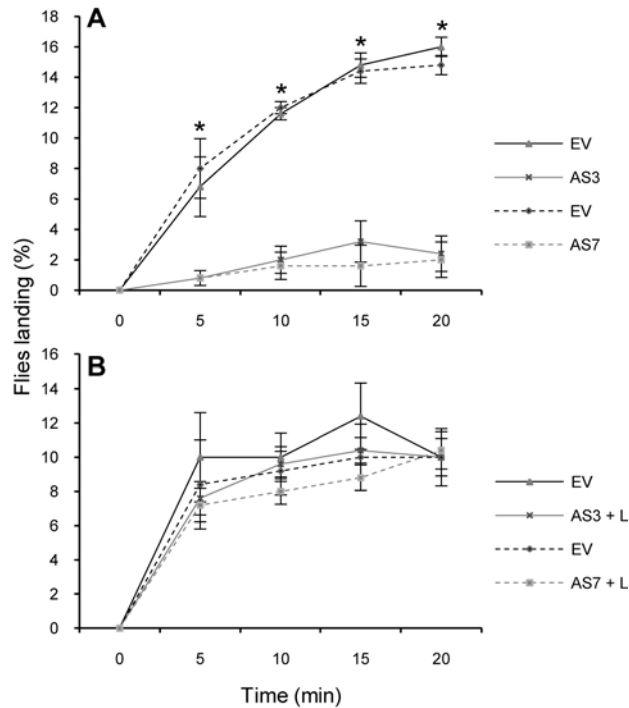 A
18
16
14
12
10
8
6
4
2
0
* * * *
0 5 10 15 20
EV
AS3
EV
AS7
Flies landing (%)
B
16
14
12
10
8
6
4
2
0
0 5 10 15 20
EV
AS3 + L
EV
AS7 + L
Time (min)